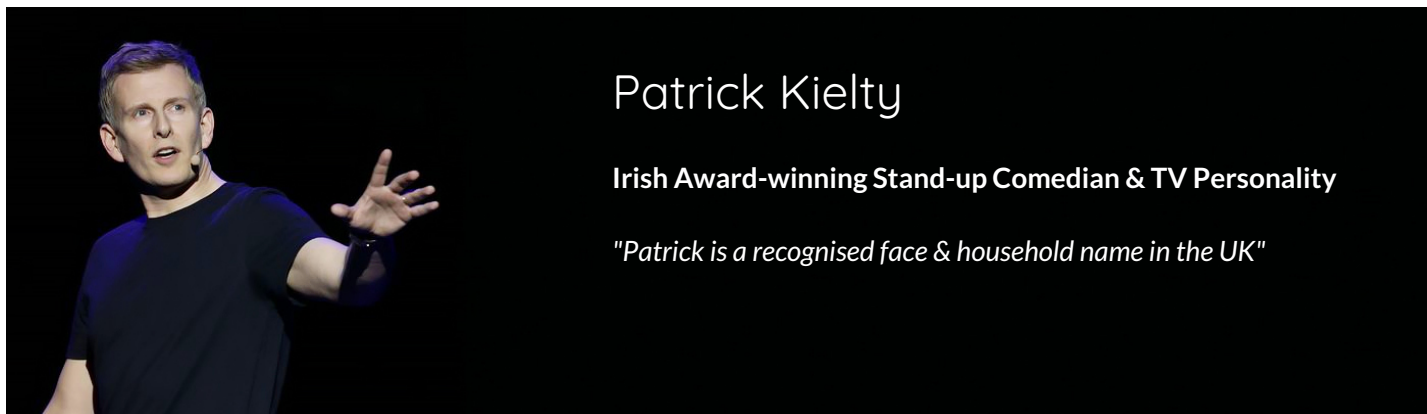 Patrick Kielty
Irish Award-winning Stand-up Comedian & TV Personality
"Patrick is a recognised face & household name in the UK"